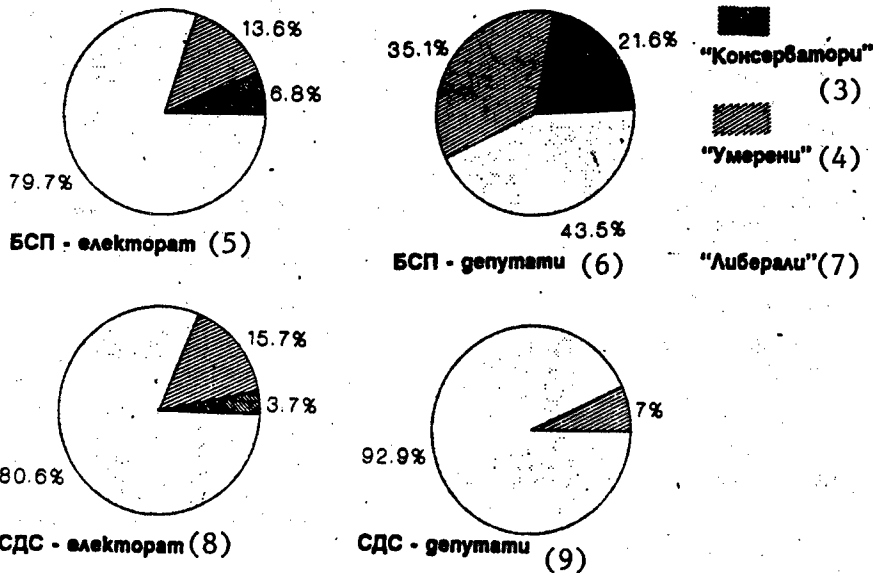 13.6%
6.8%
79.7%
БСП - електорат (5)
35.1%
21.6%
43.5%
БСП - депутати (6)
"Консерватори"
(3)
"Умерени" (4)
"Либерали" (7)
15.7%
3.7%
80.6%
СДС - електорат (8)
7%
92.9%
СДС - депутати (9)